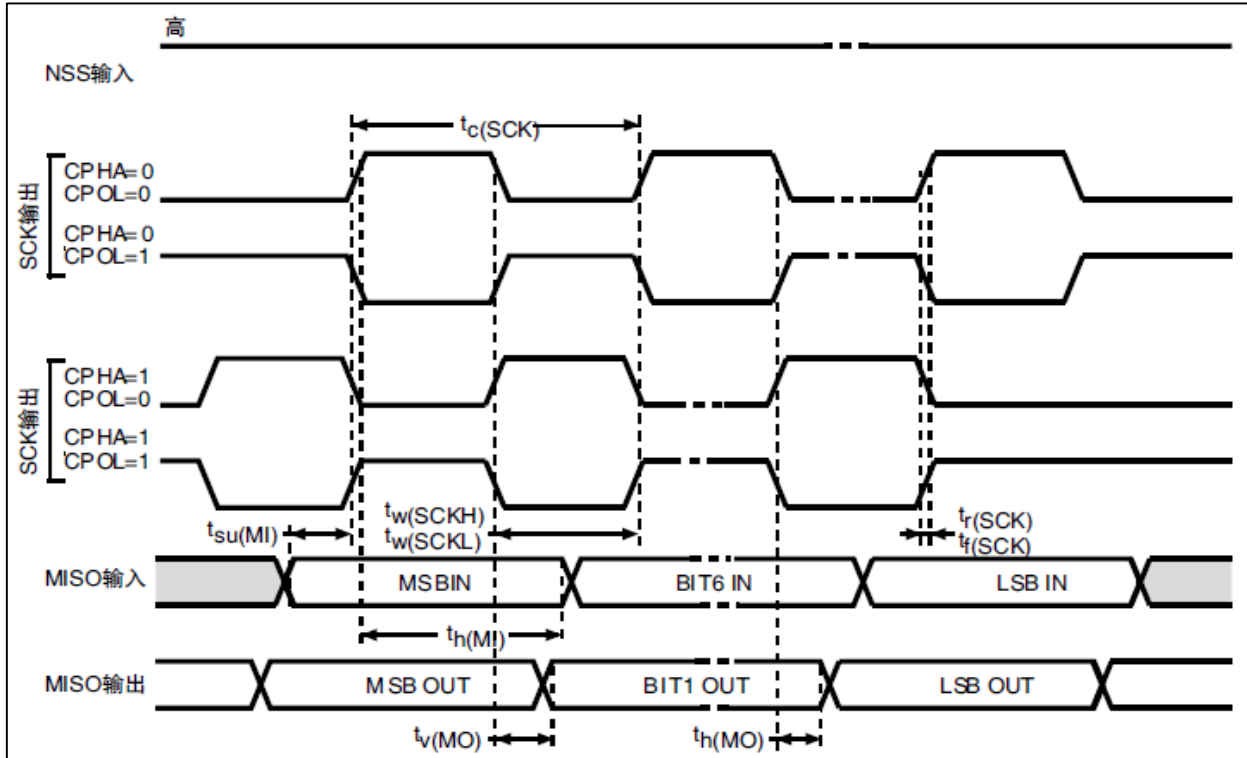 高
NSS输入
tc(SCK)
SCK输出
CPHA=0
CPOL=0
CPHA=0
CPOL=1
SCK输出
CPHA=1
CPOL=0
CPHA=1
CPOL=1
tsu(MI)
tw(SCKH)
tw(SCKL)
tr(SCK)
tf(SCK)
MISO输入
MSBIN
BIT6 IN
LSB IN
th(MI)
MISO输出
MSB OUT
BIT1 OUT
LSB OUT
tv(MO)
th(MO)